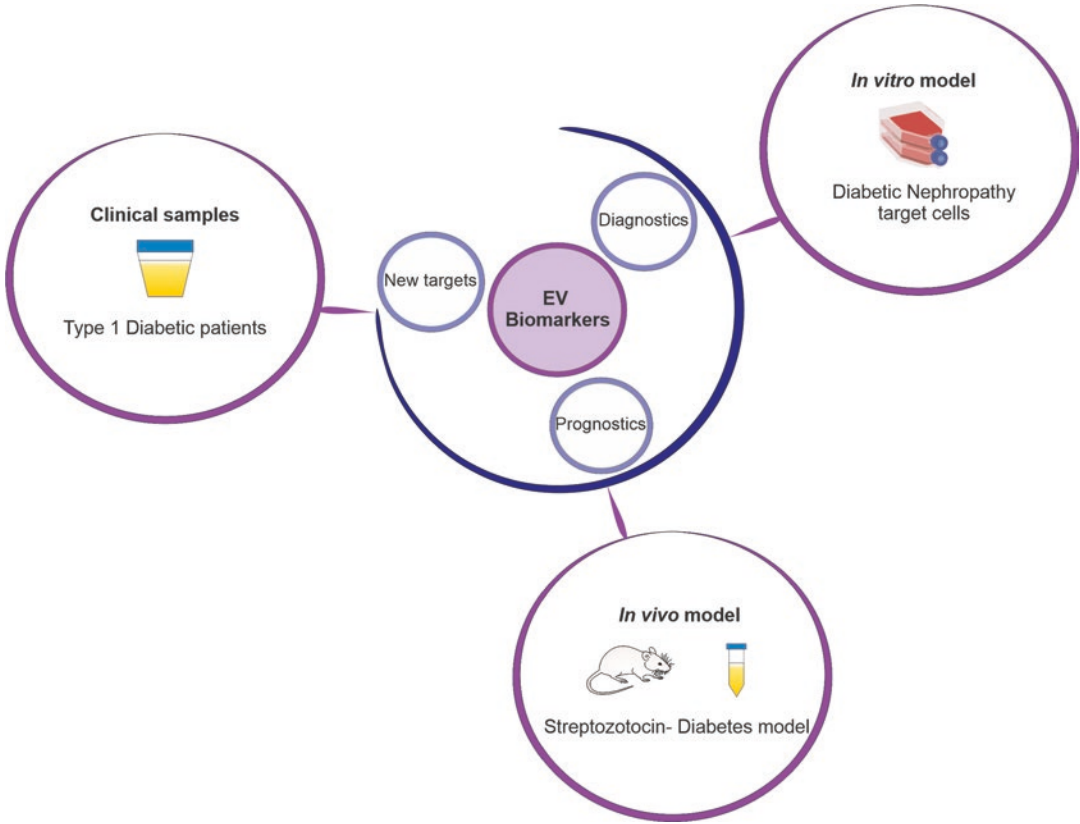 Clinical samples
Type 1 Diabetic patients
New targets
EV
Biomarkers
Diagnostics
Prognostics
In vitro model
Diabetic Nephropathy
target cells
In vivo model
Streptozotocin- Diabetes model